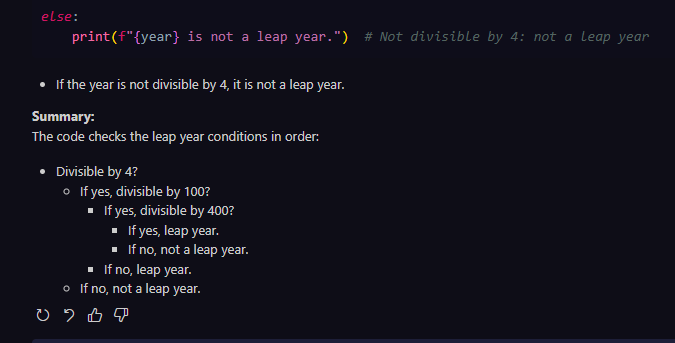 else:
print(f"{year} is not a leap year.")  # Not divisible by 4: not a leap year
If the year is not divisible by 4, it is not a leap year.
Summary:
The code checks the leap year conditions in order:
Divisible by 4?
If yes, divisible by 100?
If yes, divisible by 400?
If yes, leap year.
If no, not a leap year.
If no, leap year.
If no, not a leap year.